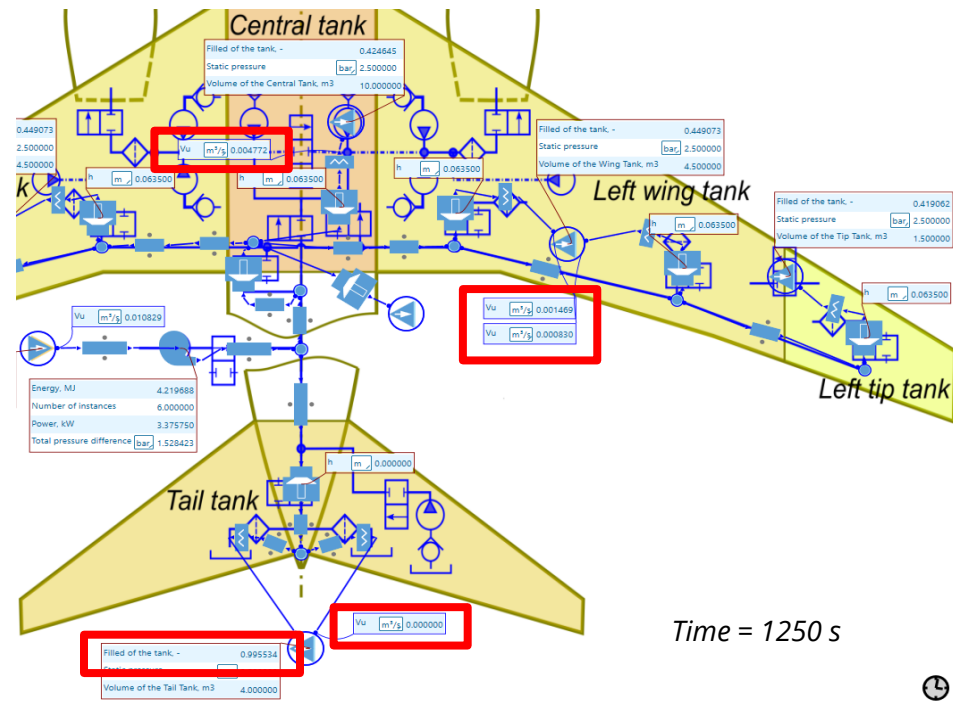 Central tank
Filled of the tank, - 0.424645
Static pressure bar 2.500000
Volume of the Central Tank, m3 10.000000
0.449073
2.500000
4.500000
k
Vu m³/s 0.004772
h m 0.063500
h m 0.063500
h m 0.063500
Filled of the tank, - 0.449073
Static pressure bar 2.500000
Volume of the Wing Tank, m3 4.500000
Left wing tank
h m 0.063500
Filled of the tank, - 0.419062
Static pressure bar 2.500000
Volume of the Tip Tank, m3 1.500000
h m 0.063500
Left tip tank
Vu m³/s 0.001469
Vu m³/s 0.000830
Vu m³/s 0.010829
Energy, MJ 4.219688
Number of instances 6.000000
Power, kW 3.375750
Total pressure difference bar 1.528423
h m 0.000000
Tail tank
Vu m³/s 0.000000
Filled of the tank, - 0.995534
Volume of the Tail Tank, m3 4.000000
Time = 1250 s